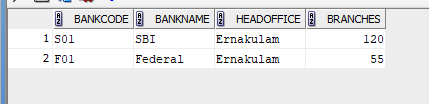 BANKCODE BANKNAME HEADOFFICE BRANCHES
1 S01 SBI Ernakulam 120
2 F01 Federal Ernakulam 55